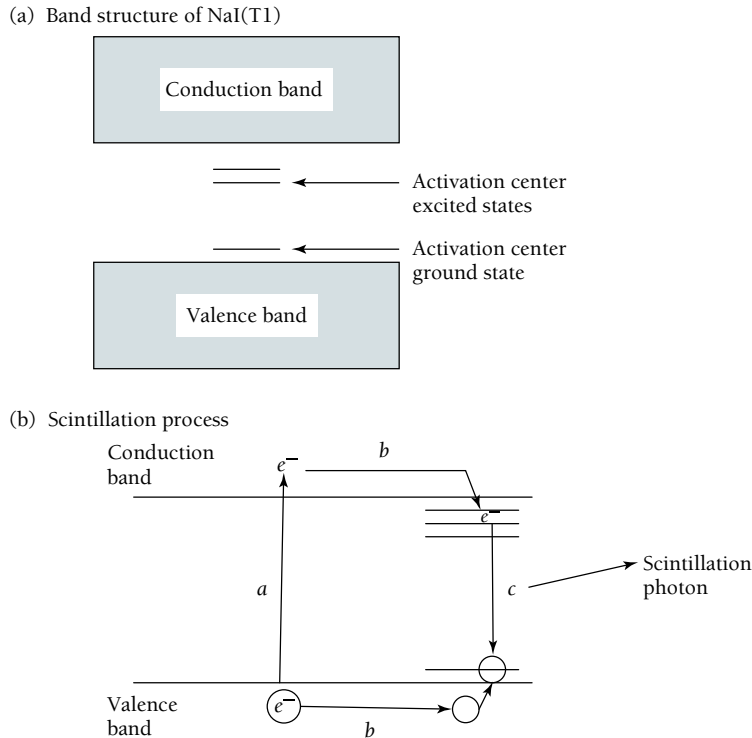 (a) Band structure of NaI(T1)
Conduction band
Activation center
excited states
Activation center
ground state
Valence band
(b) Scintillation process
Conduction
band
e−
b
e−
a
c
Scintillation
photon
Valence
band
e−
b